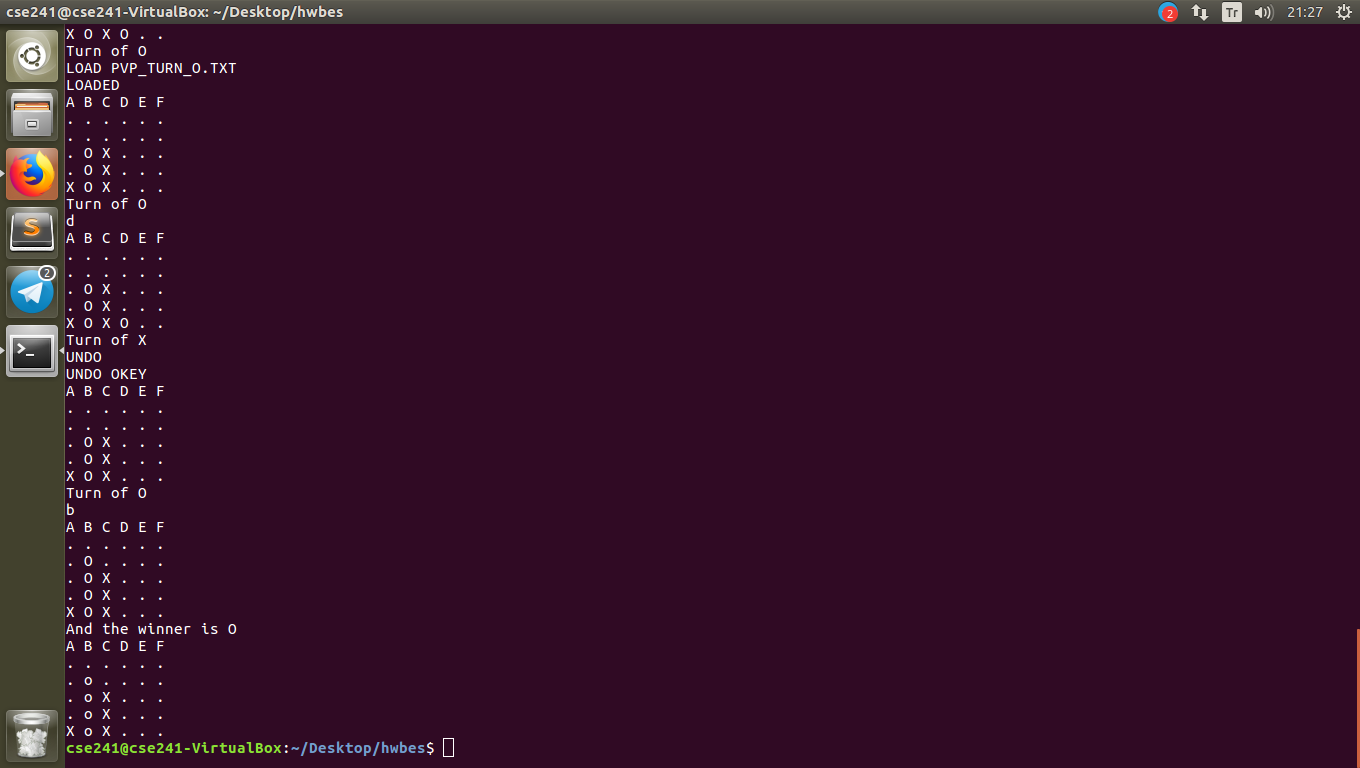 cse241@cse241-VirtualBox: ~/Desktop/hwbes
2 Tr 21:27
X O X O . .
Turn of O
LOAD PVP_TURN_O.TXT
LOADED
A B C D E F
. . . . . .
. . . . . .
. O X . . .
. O X . . .
X O X . . .
Turn of O
d
A B C D E F
. . . . . .
. . . . . .
. O X . . .
. O X . . .
X O X O . .
Turn of X
UNDO
UNDO OKEY
A B C D E F
. . . . . .
. . . . . .
. O X . . .
. O X . . .
X O X . . .
Turn of O
b
A B C D E F
. . . . . .
. O . . . .
. O X . . .
. O X . . .
X O X . . .
And the winner is O
A B C D E F
. . . . . .
. o . . . .
. o X . . .
. o X . . .
X o X . . .
cse241@cse241-VirtualBox:~/Desktop/hwbes$
S
2
>_